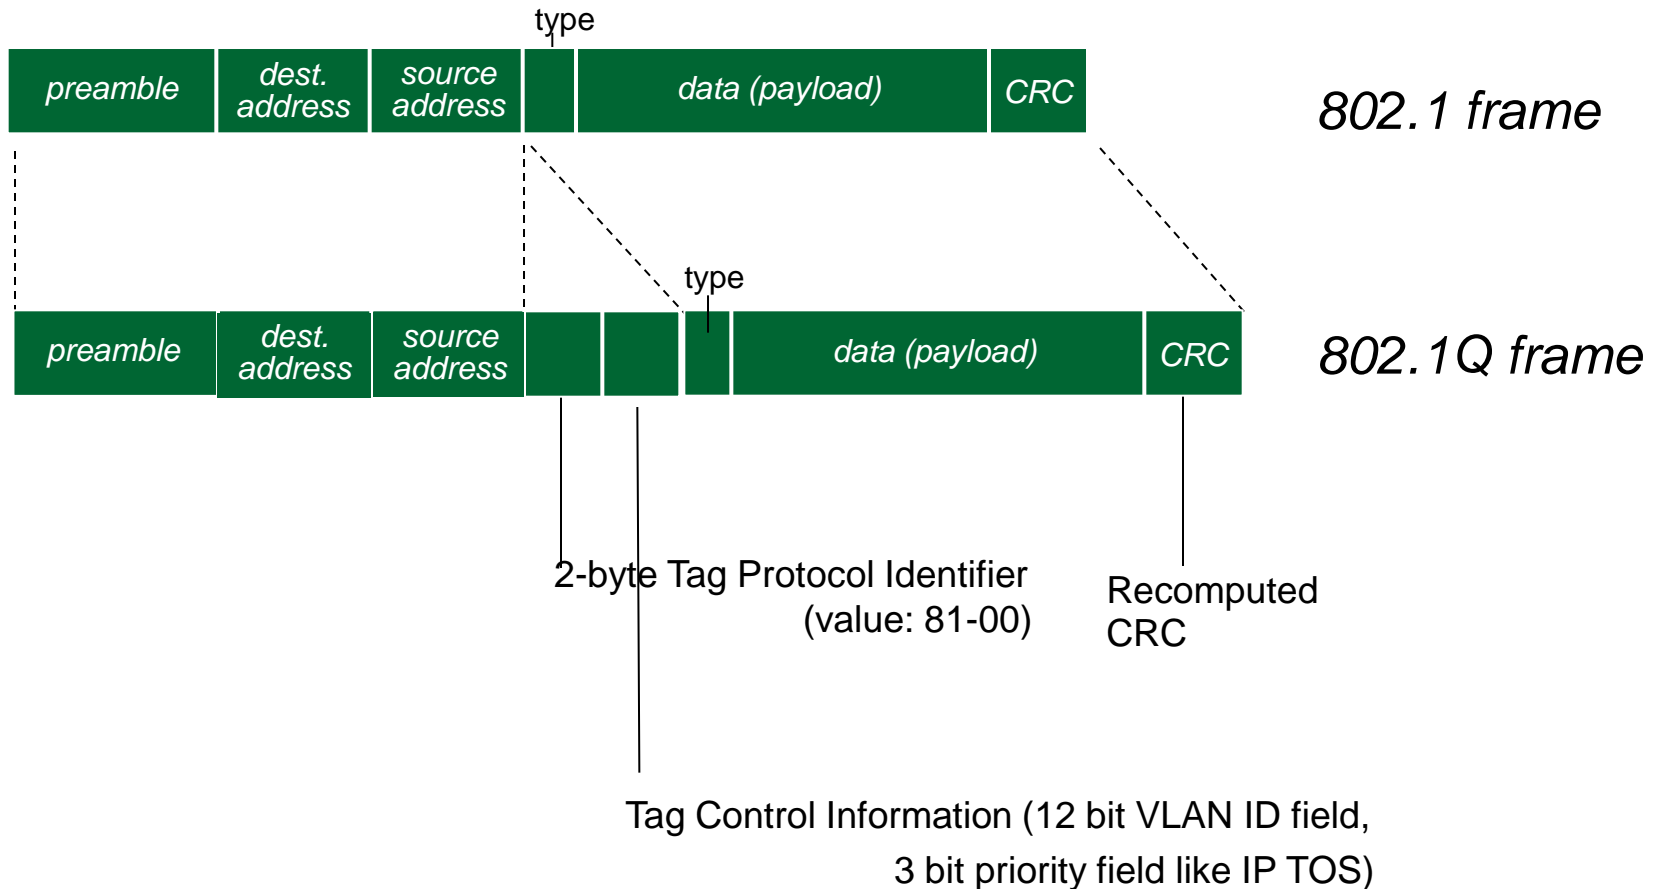 type
preamble
dest.
address
source
address
data (payload)
CRC
802.1 frame
type
preamble
dest.
address
source
address
data (payload)
CRC
802.1Q frame
2-byte Tag Protocol Identifier
(value: 81-00)
Recomputed
CRC
Tag Control Information (12 bit VLAN ID field,
3 bit priority field like IP TOS)